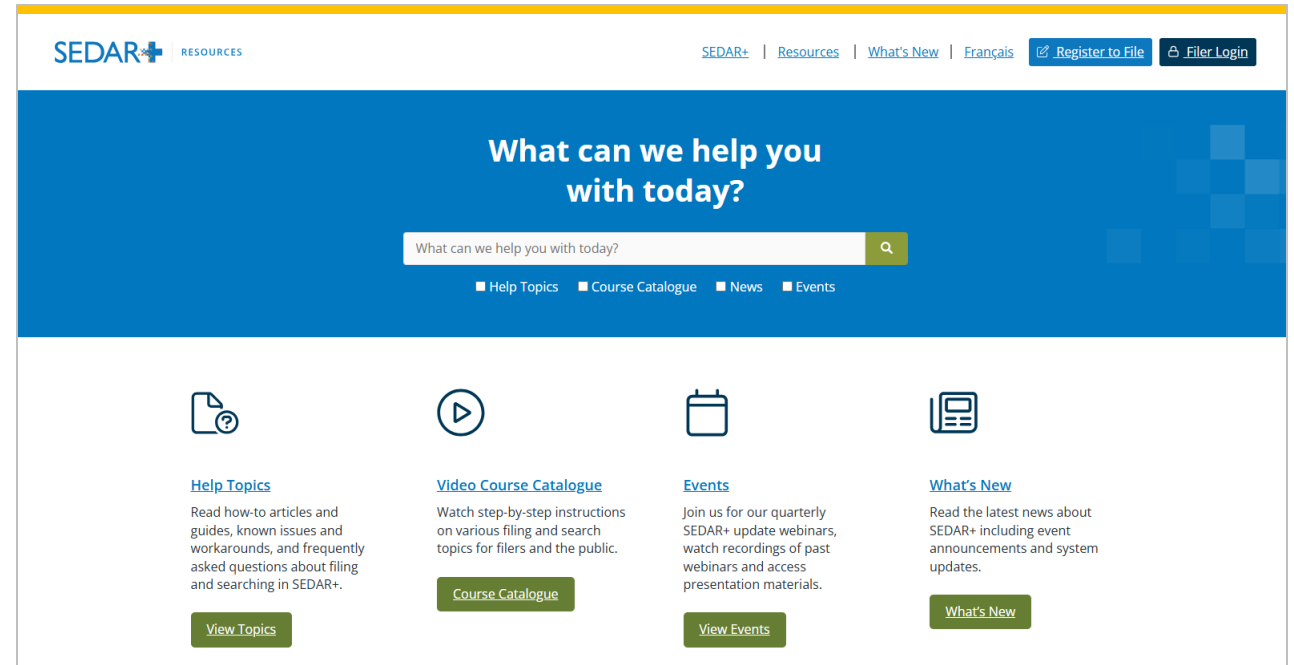 SEDAR+ RESOURCES
SEDAR+ | Resources | What's New | Français Register to File Filer Login
What can we help you
with today?
What can we help you with today?
Help Topics Course Catalogue News Events
Help Topics
Read how-to articles and
guides, known issues and
workarounds, and frequently
asked questions about filing
and searching in SEDAR+.
View Topics
Video Course Catalogue
Watch step-by-step instructions
on various filing and search
topics for filers and the public.
Course Catalogue
Events
Join us for our quarterly
SEDAR+ update webinars,
watch recordings of past
webinars and access
presentation materials.
View Events
What's New
Read the latest news about
SEDAR+ including event
announcements and system
updates.
What's New